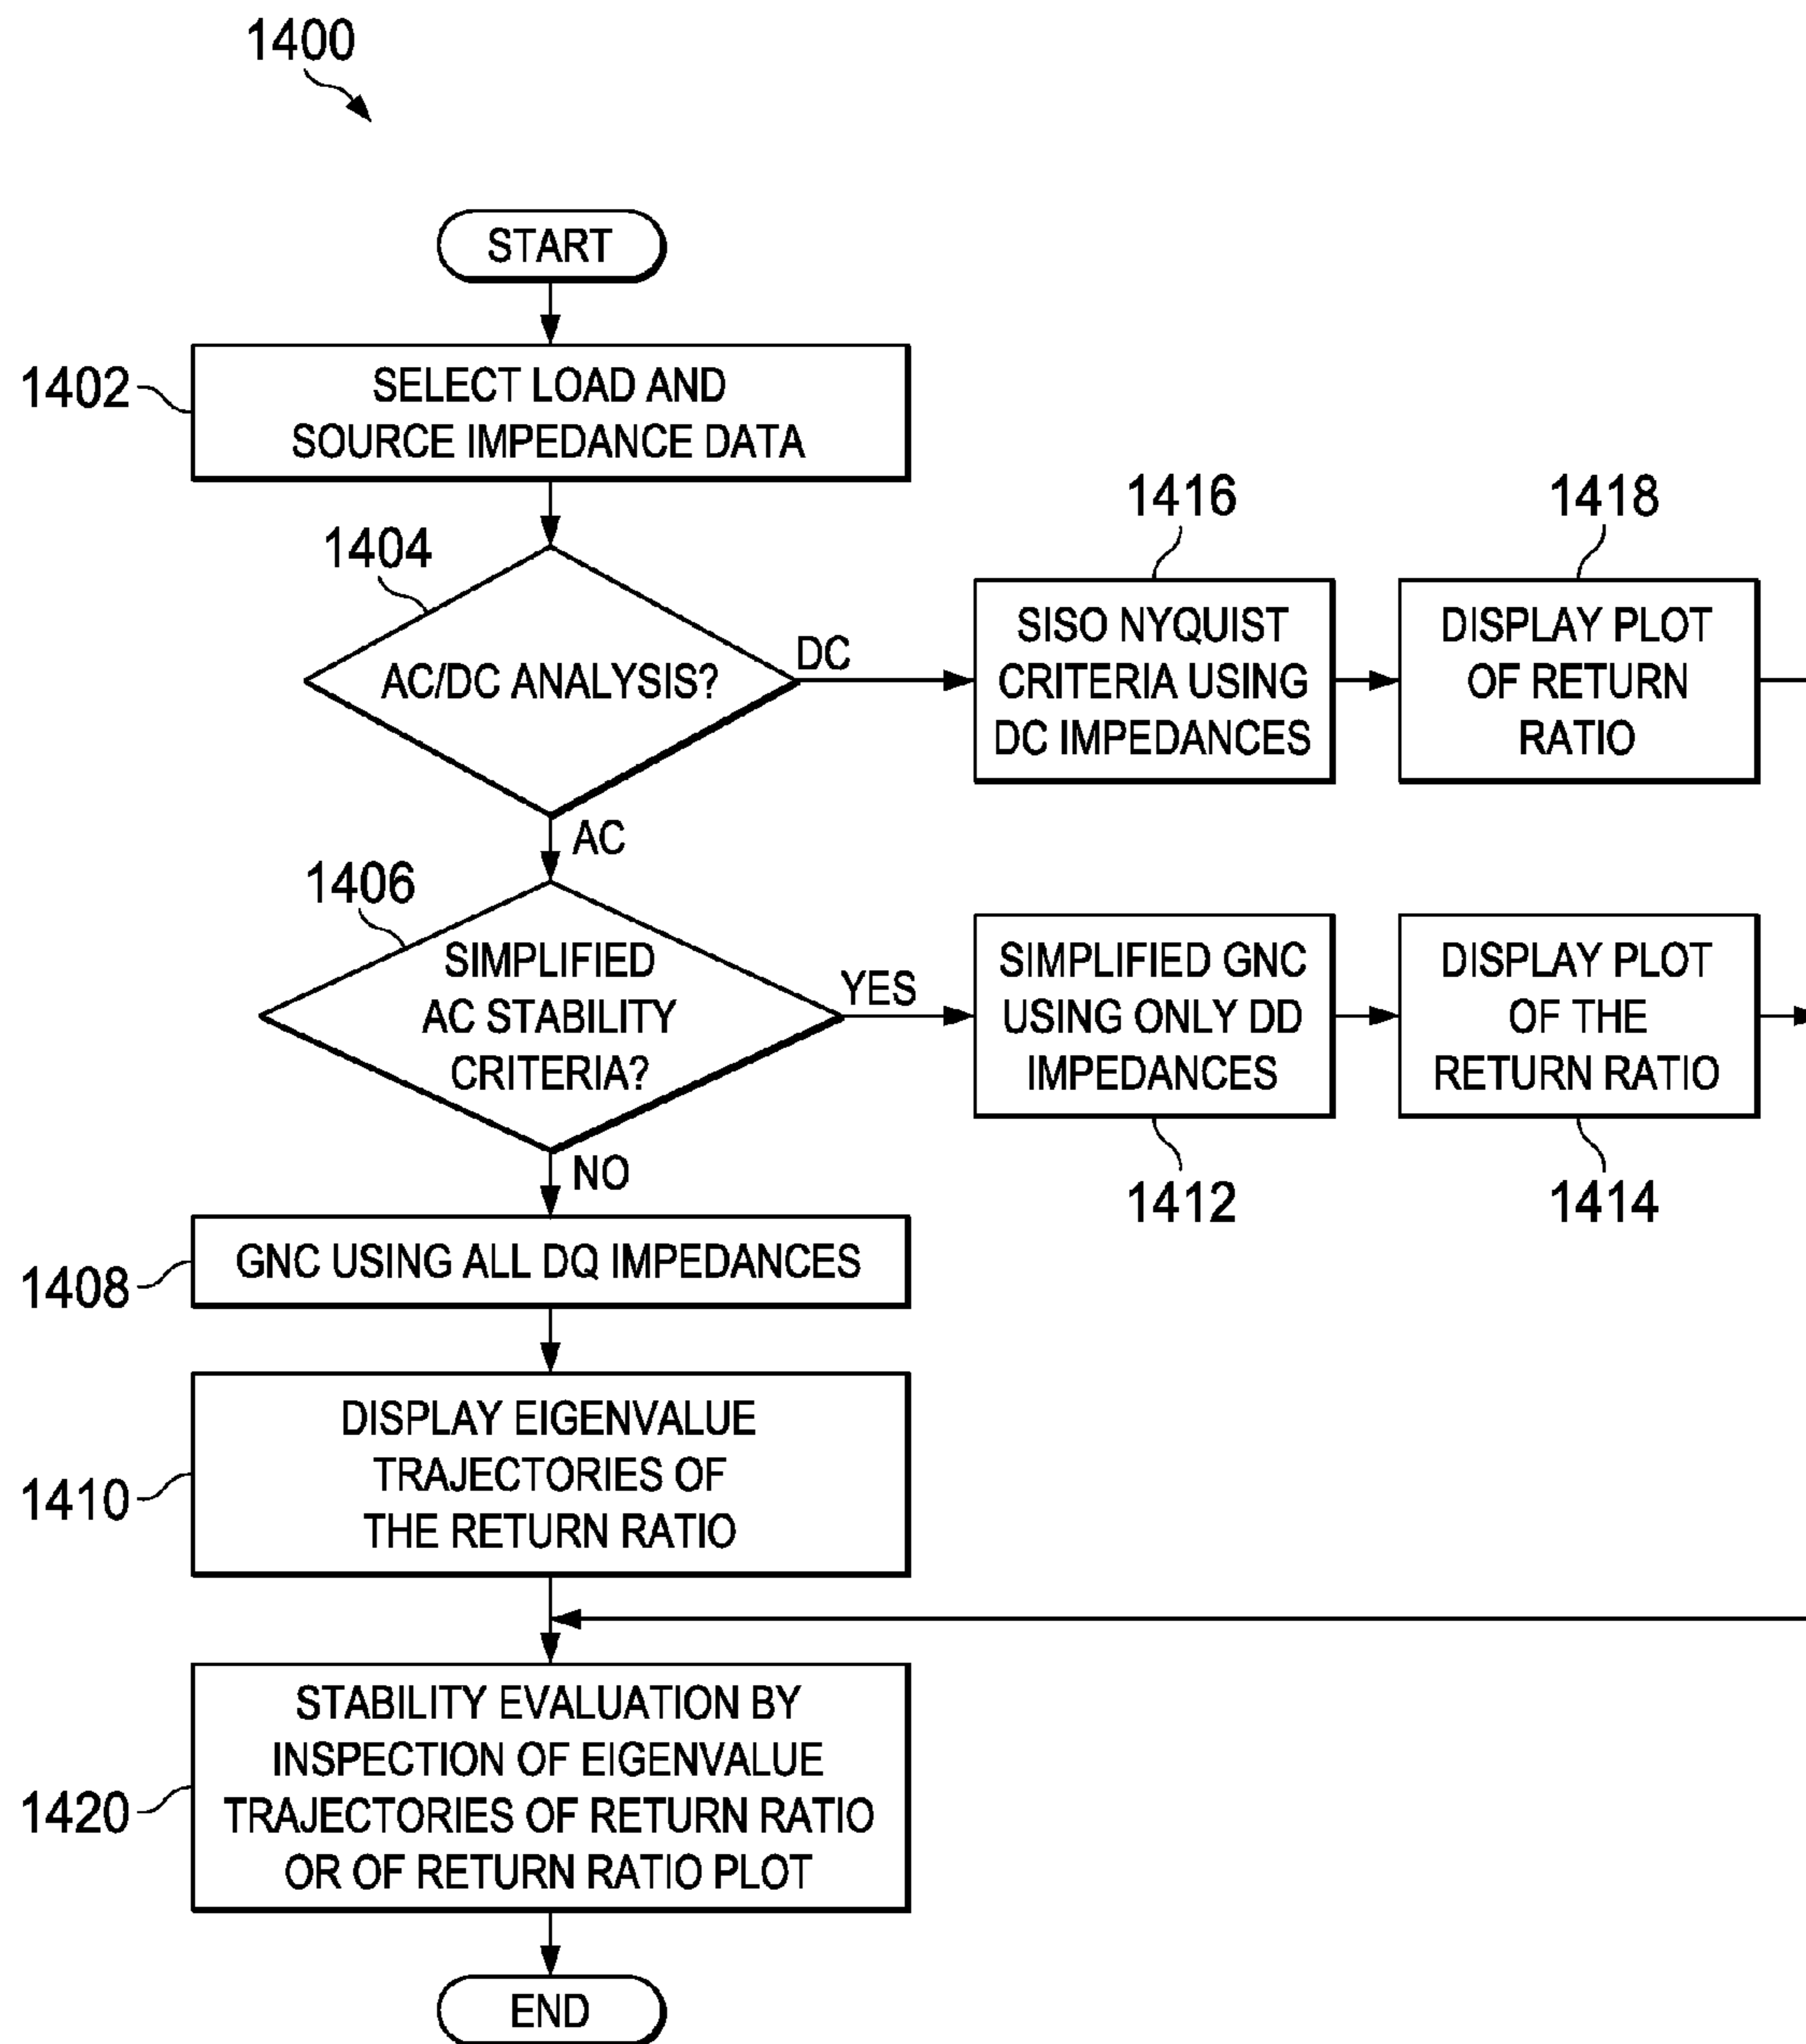 1400
START
1402
SELECT LOAD AND
SOURCE IMPEDANCE DATA
1404
AC/DC ANALYSIS?
DC
1416
SISO NYQUIST
CRITERIA USING
DC IMPEDANCES
1418
DISPLAY PLOT
OF RETURN
RATIO
AC
1406
SIMPLIFIED
AC STABILITY
CRITERIA?
YES
SIMPLIFIED GNC
USING ONLY DD
IMPEDANCES
1412
DISPLAY PLOT
OF THE
RETURN RATIO
1414
NO
1408
GNC USING ALL DQ IMPEDANCES
1410
DISPLAY EIGENVALUE
TRAJECTORIES OF
THE RETURN RATIO
1420
STABILITY EVALUATION BY
INSPECTION OF EIGENVALUE
TRAJECTORIES OF RETURN RATIO
OR OF RETURN RATIO PLOT
END